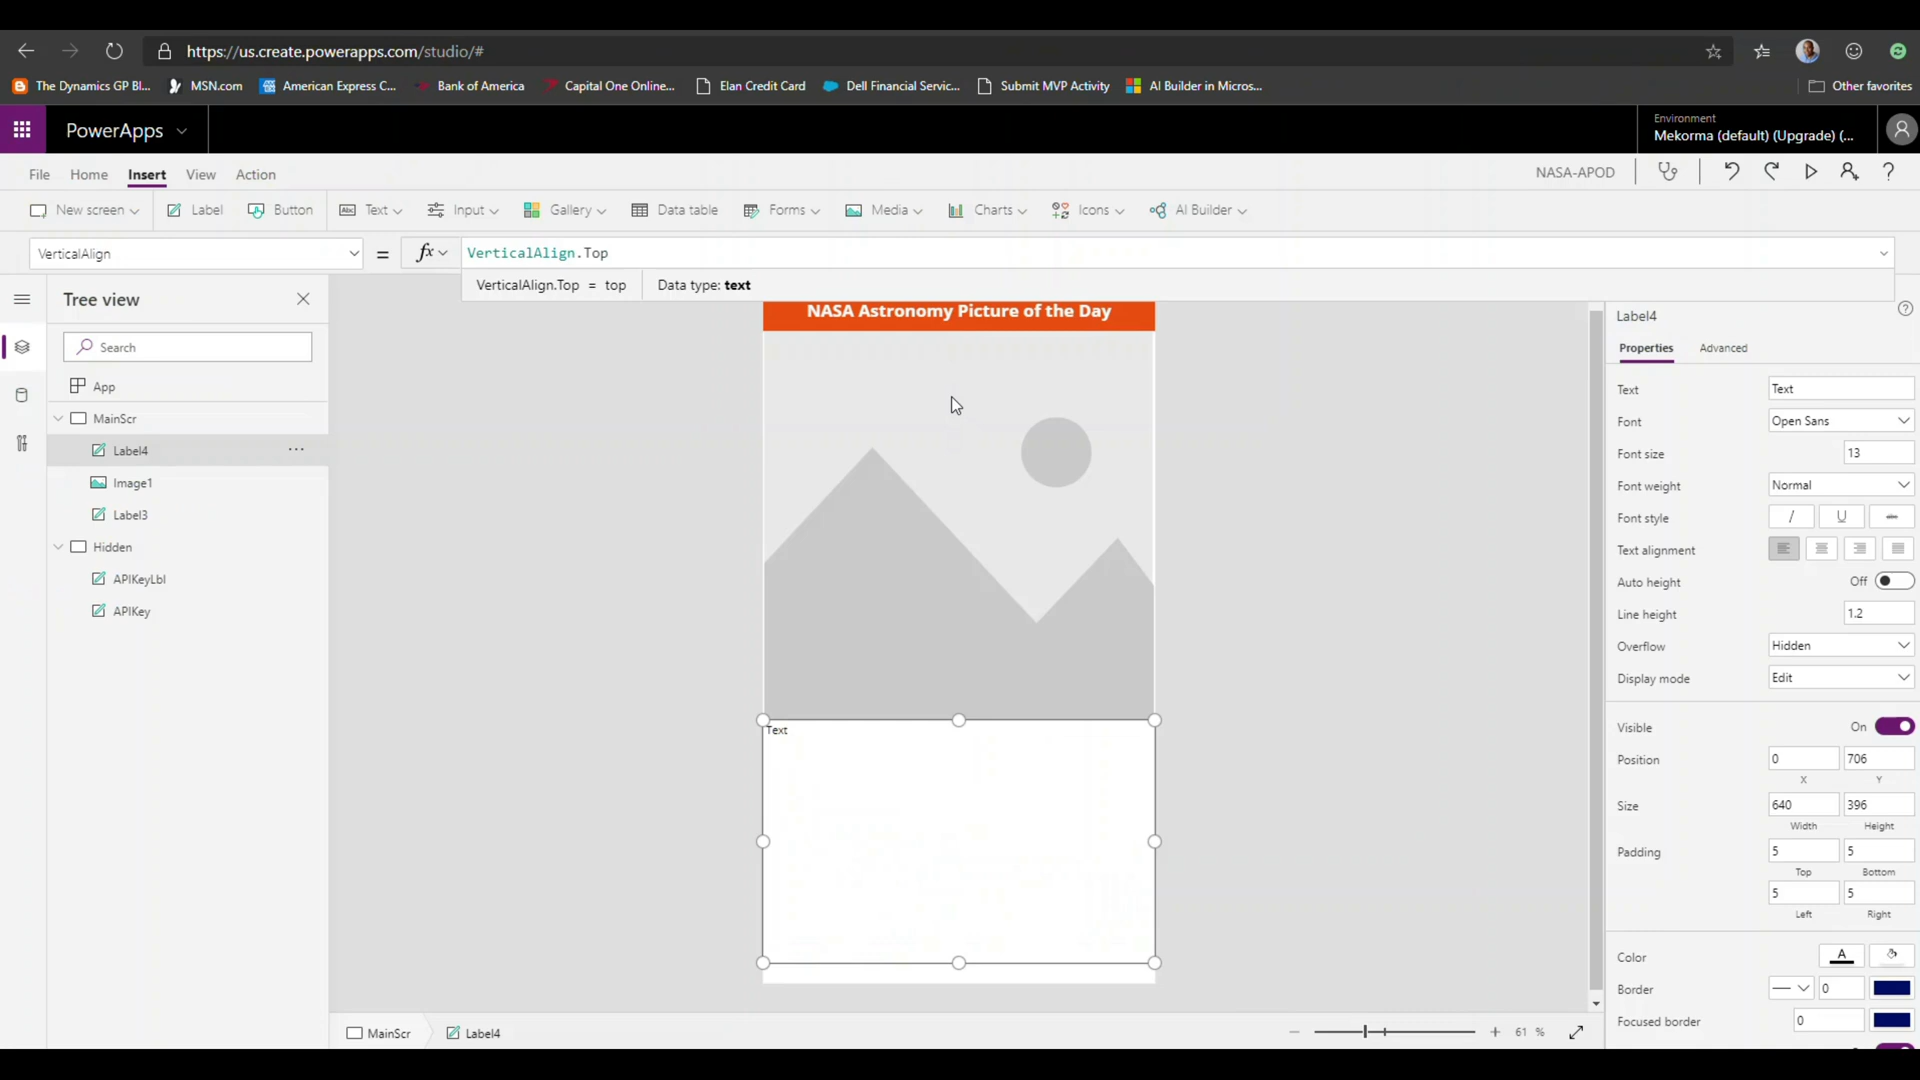 https://us.create.powerapps.com/studio/#
The Dynamics GP Bl... MSN.com American Express C... Bank of America Capital One Online... Elan Credit Card Dell Financial Servic... Submit MVP Activity AI Builder in Micros... Other favorites
PowerApps
Environment
Mekorma (default) (Upgrade) (...
File Home Insert View Action NASA-APOD
New screen Label Button Abc Text Input Gallery Data table Forms Media Charts Icons AI Builder
VerticalAlign = fx VerticalAlign.Top
VerticalAlign.Top = top Data type: text
Tree view
Search
App
MainScr
Label4 ...
Image1
Label3
Hidden
APIKeyLbl
APIKey
NASA Astronomy Picture of the Day
Text
Label4
Properties Advanced
Text Text
Font Open Sans
Font size 13
Font weight Normal
Font style / U
Text alignment
Auto height Off
Line height 1.2
Overflow Hidden
Display mode Edit
Visible On
Position 0 706
X Y
Size 640 396
Width Height
Padding 5 5
Top Bottom
5 5
Left Right
Color A
Border 0
Focused border 0
MainScr Label4 61 %